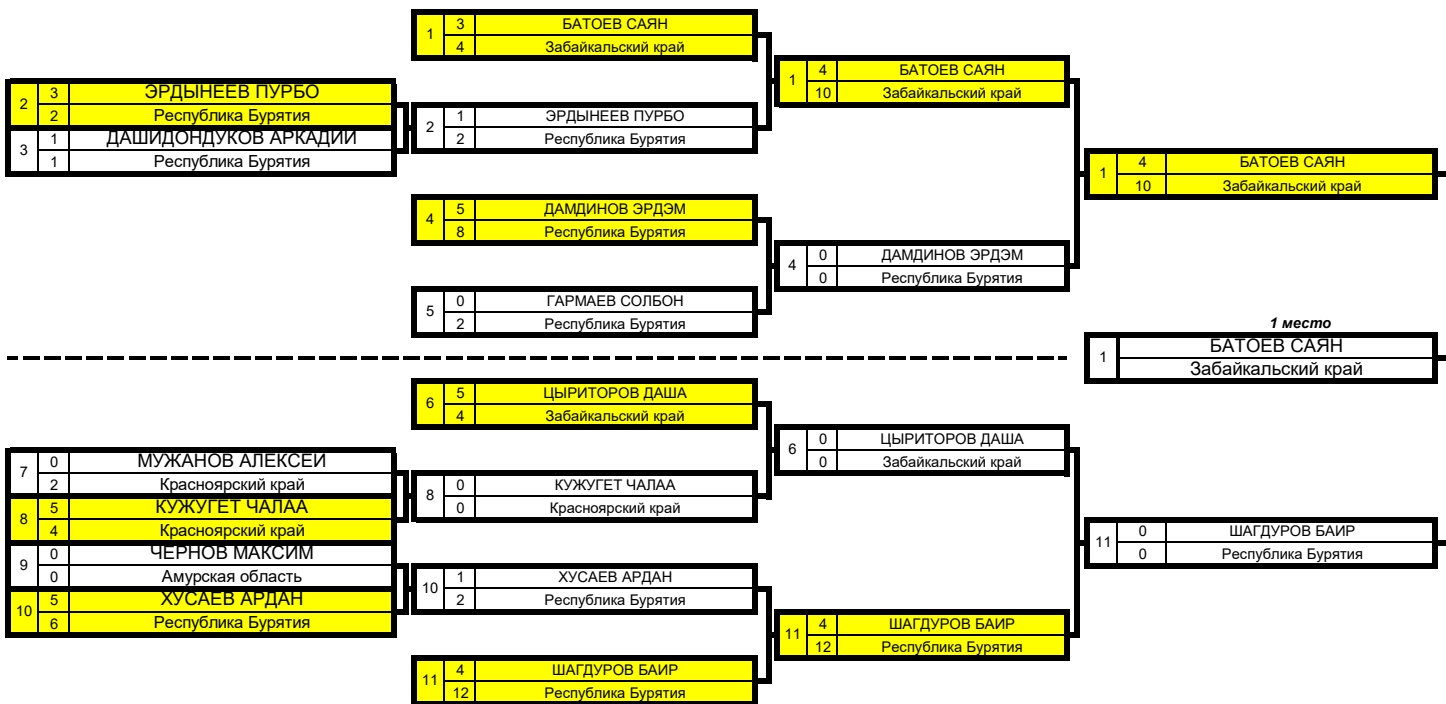 1 3 БАТОЕВ САЯН
4 Забайкальский край
2 3 ЭРДЫНЕЕВ ПУРБО
2 Республика Бурятия
3 1 ДАШИДОНДУКОВ АРКАДИЙ
1 Республика Бурятия
2 1 ЭРДЫНЕЕВ ПУРБО
2 Республика Бурятия
1 4 БАТОЕВ САЯН
10 Забайкальский край
4 5 ДАМДИНОВ ЭРДЭМ
8 Республика Бурятия
5 0 ГАРМАЕВ СОЛБОН
2 Республика Бурятия
4 0 ДАМДИНОВ ЭРДЭМ
0 Республика Бурятия
1 4 БАТОЕВ САЯН
10 Забайкальский край
1 место
1 БАТОЕВ САЯН
Забайкальский край
6 5 ЦЫРИТОРОВ ДАША
4 Забайкальский край
7 0 МУЖАНОВ АЛЕКСЕЙ
2 Красноярский край
8 5 КУЖУГЕТ ЧАЛАА
4 Красноярский край
9 0 ЧЕРНОВ МАКСИМ
0 Амурская область
10 5 ХУСАЕВ АРДАН
6 Республика Бурятия
8 0 КУЖУГЕТ ЧАЛАА
0 Красноярский край
6 0 ЦЫРИТОРОВ ДАША
0 Забайкальский край
10 1 ХУСАЕВ АРДАН
2 Республика Бурятия
11 4 ШАГДУРОВ БАИР
12 Республика Бурятия
11 4 ШАГДУРОВ БАИР
12 Республика Бурятия
11 0 ШАГДУРОВ БАИР
0 Республика Бурятия